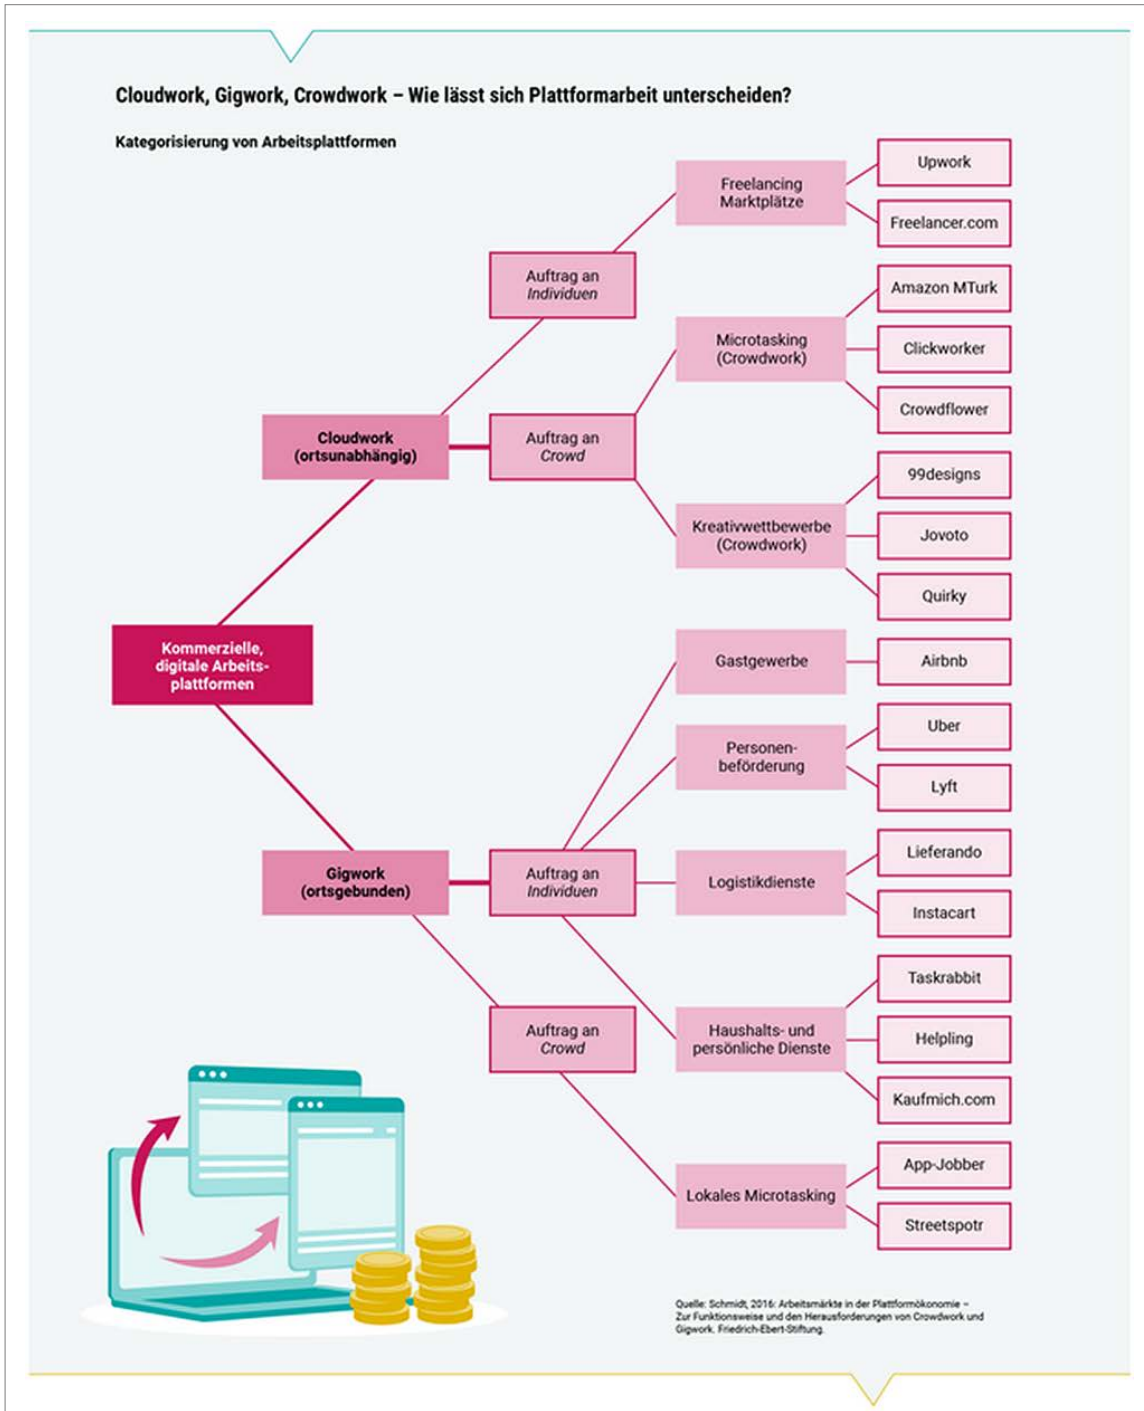 Cloudwork, Gigwork, Crowdwork – Wie lässt sich Plattformarbeit unterscheiden?
Kategorisierung von Arbeitsplattformen
Kommerzielle,
digitale Arbeits-
plattformen
Cloudwork
(ortsunabhängig)
Auftrag an
Individuen
Freelancing
Marktplätze
Upwork
Freelancer.com
Auftrag an
Crowd
Microtasking
(Crowdwork)
Amazon MTurk
Clickworker
Crowdflower
Kreativwettbewerbe
(Crowdwork)
99designs
Jovoto
Quirky
Gigwork
(ortsgebunden)
Auftrag an
Individuen
Gastgewerbe
Airbnb
Personen-
beförderung
Uber
Lyft
Logistikdienste
Lieferando
Instacart
Haushalts- und
persönliche Dienste
Taskrabbit
Helpling
Kaufmich.com
Auftrag an
Crowd
Lokales Microtasking
App-Jobber
Streetspotr
Quelle: Schmidt, 2016: Arbeitsmärkte in der Plattformökonomie –
Zur Funktionsweise und den Herausforderungen von Crowdwork und
Gigwork. Friedrich-Ebert-Stiftung.